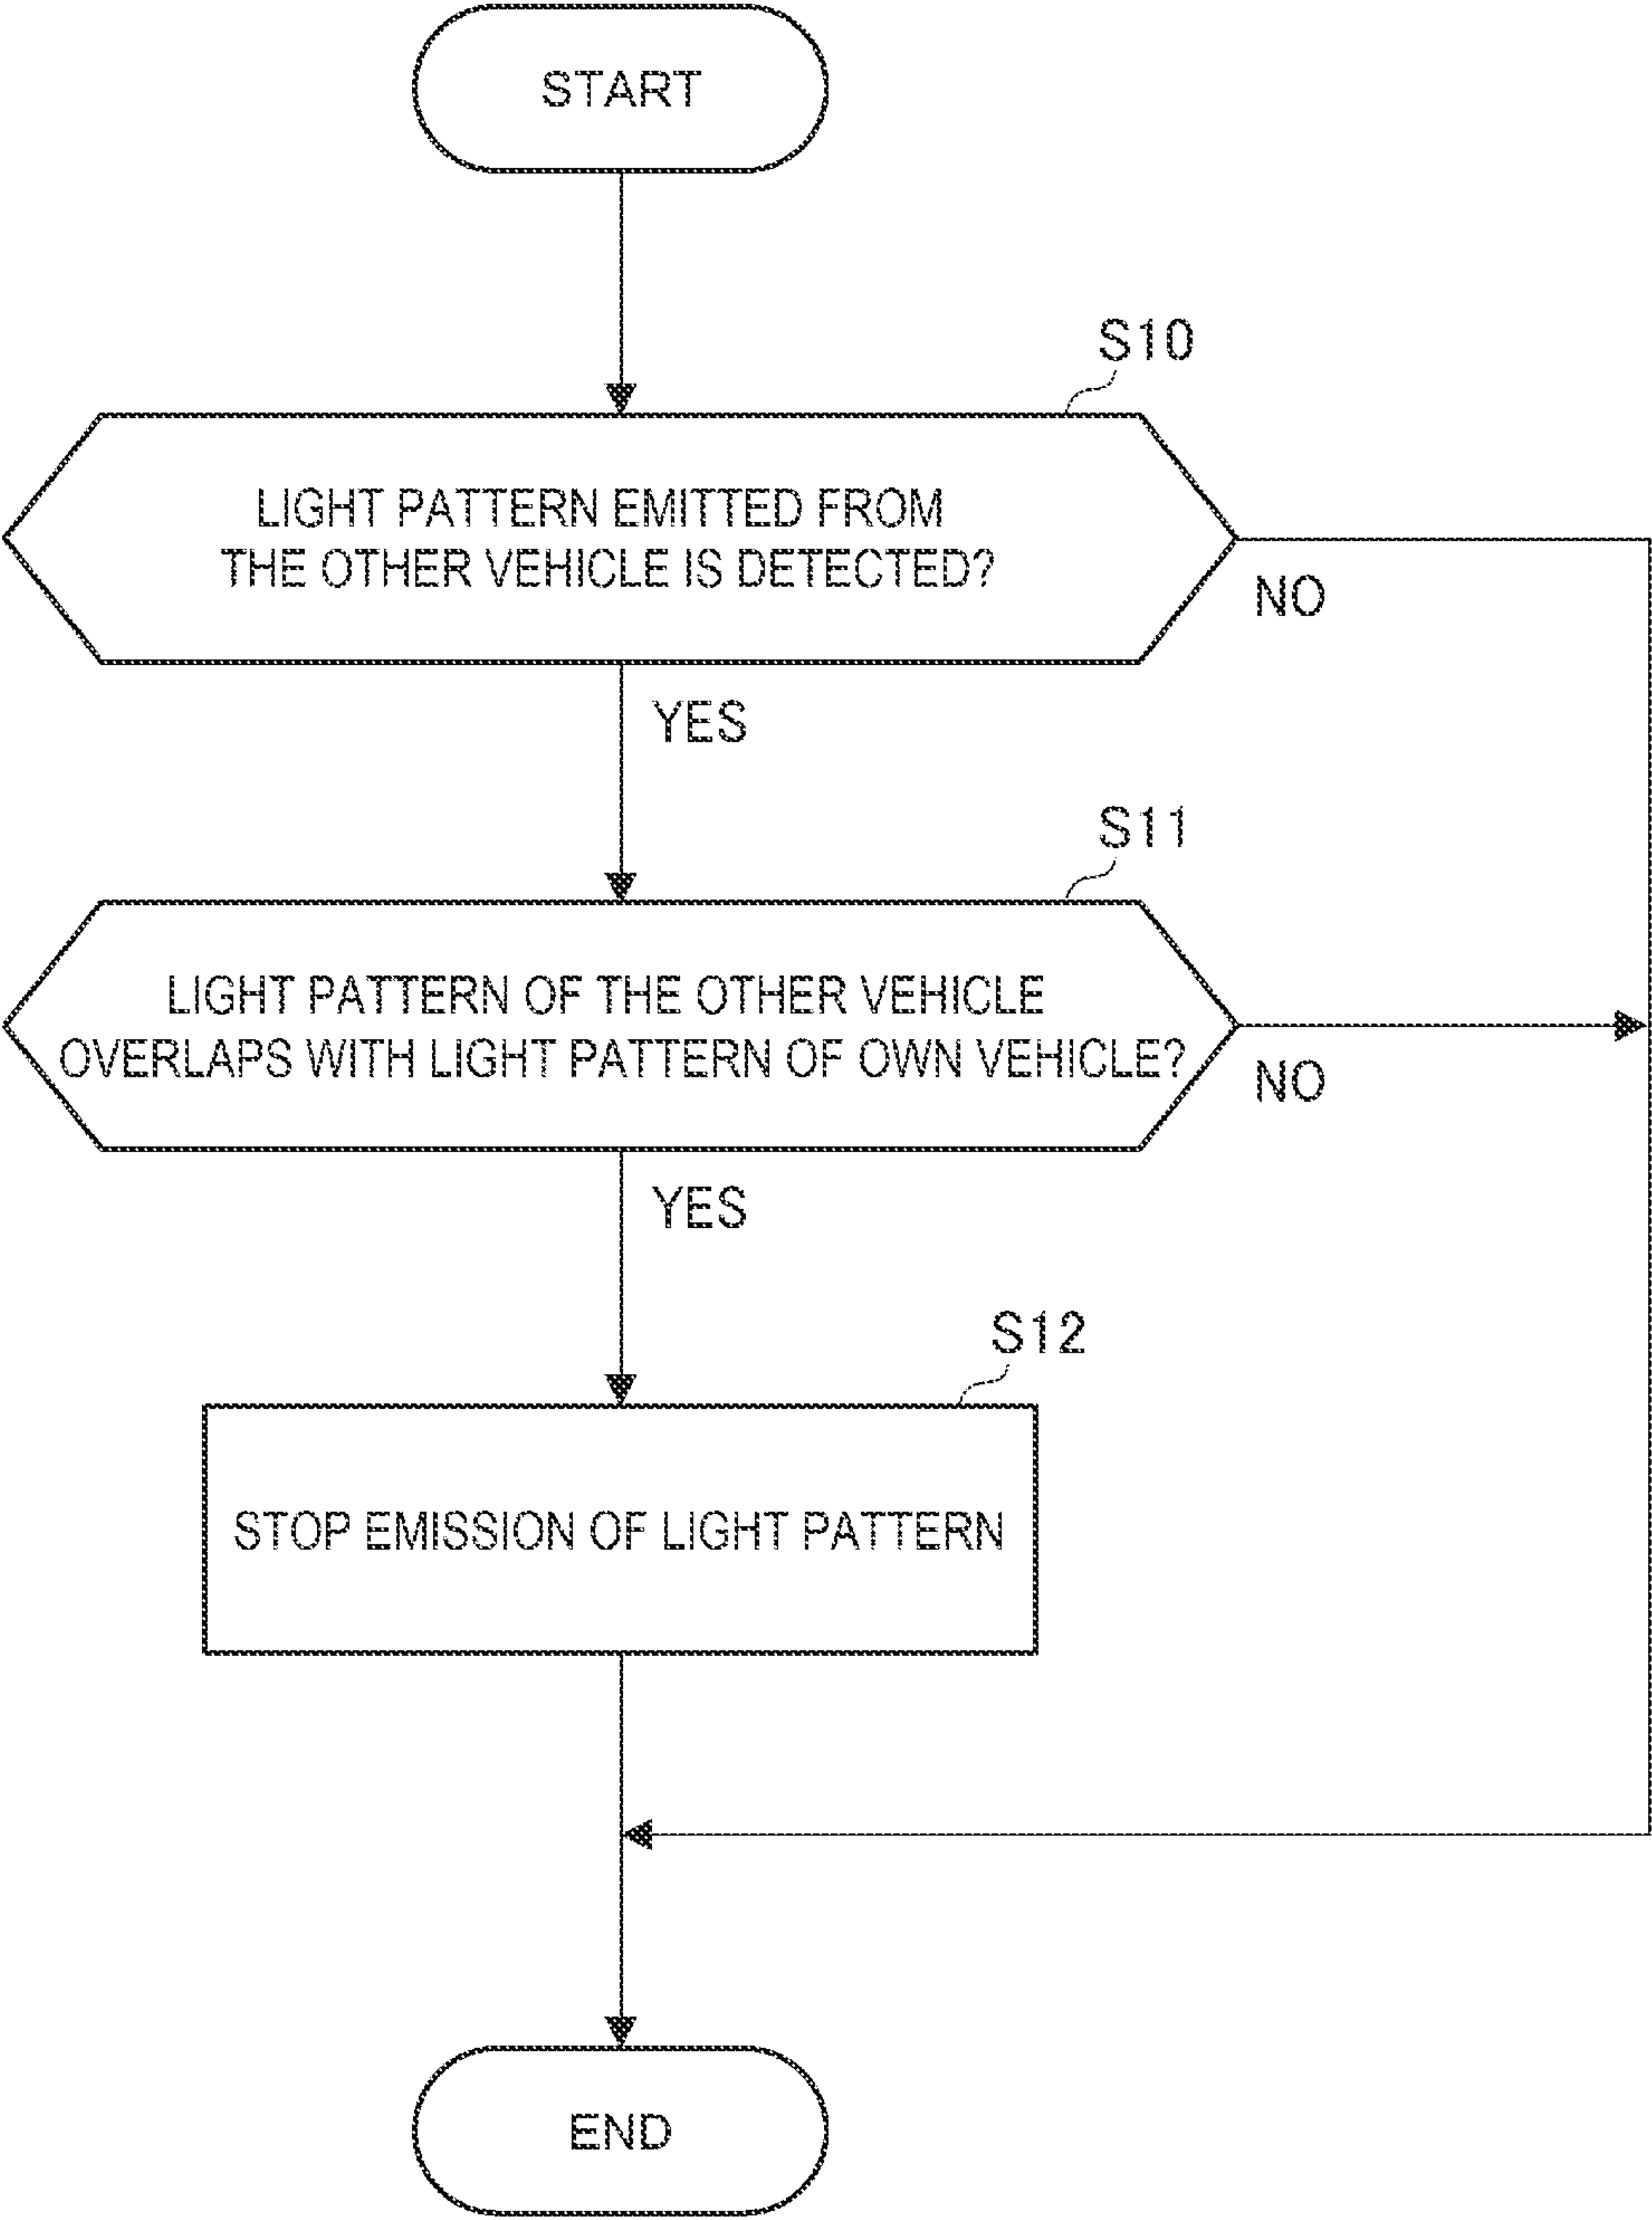 START
S10
LIGHT PATTERN EMITTED FROM
THE OTHER VEHICLE IS DETECTED?
NO
YES
S11
LIGHT PATTERN OF THE OTHER VEHICLE
OVERLAPS WITH LIGHT PATTERN OF OWN VEHICLE?
NO
YES
S12
STOP EMISSION OF LIGHT PATTERN
END